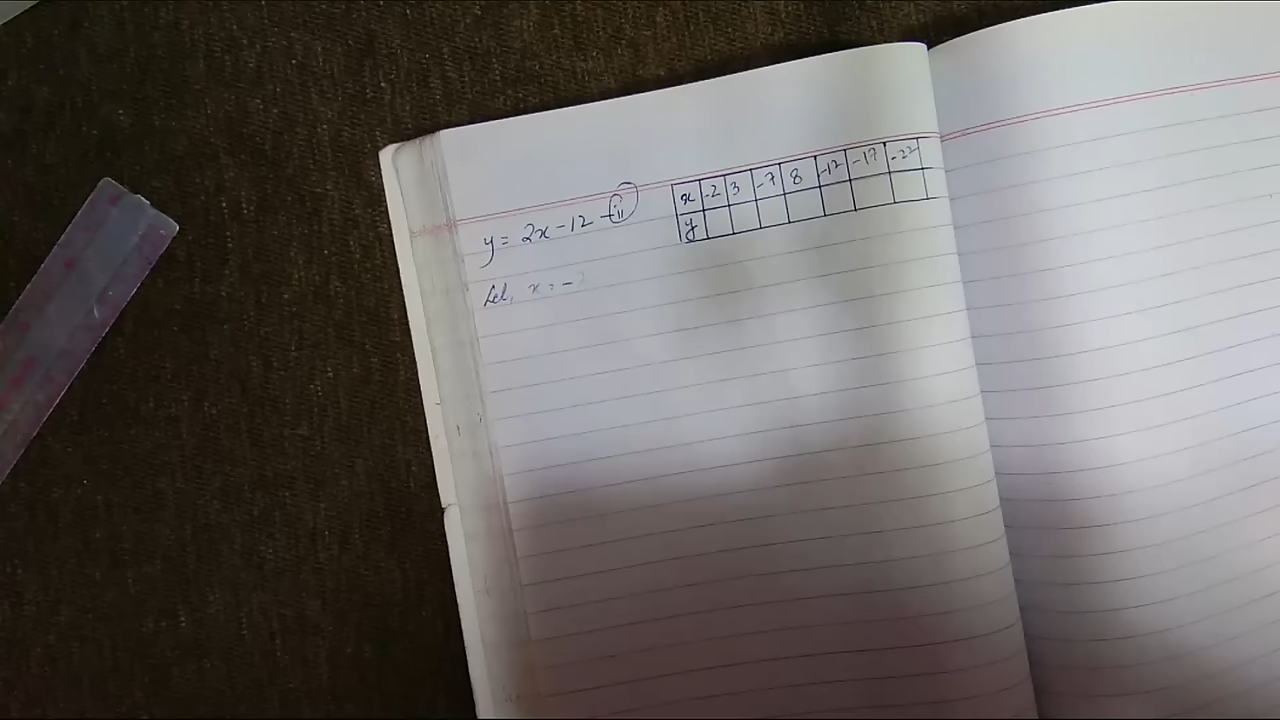 y = 2x - 12 - (ii)
x -2 3 -7 8 -12 -17 -22
y
Let, x = -